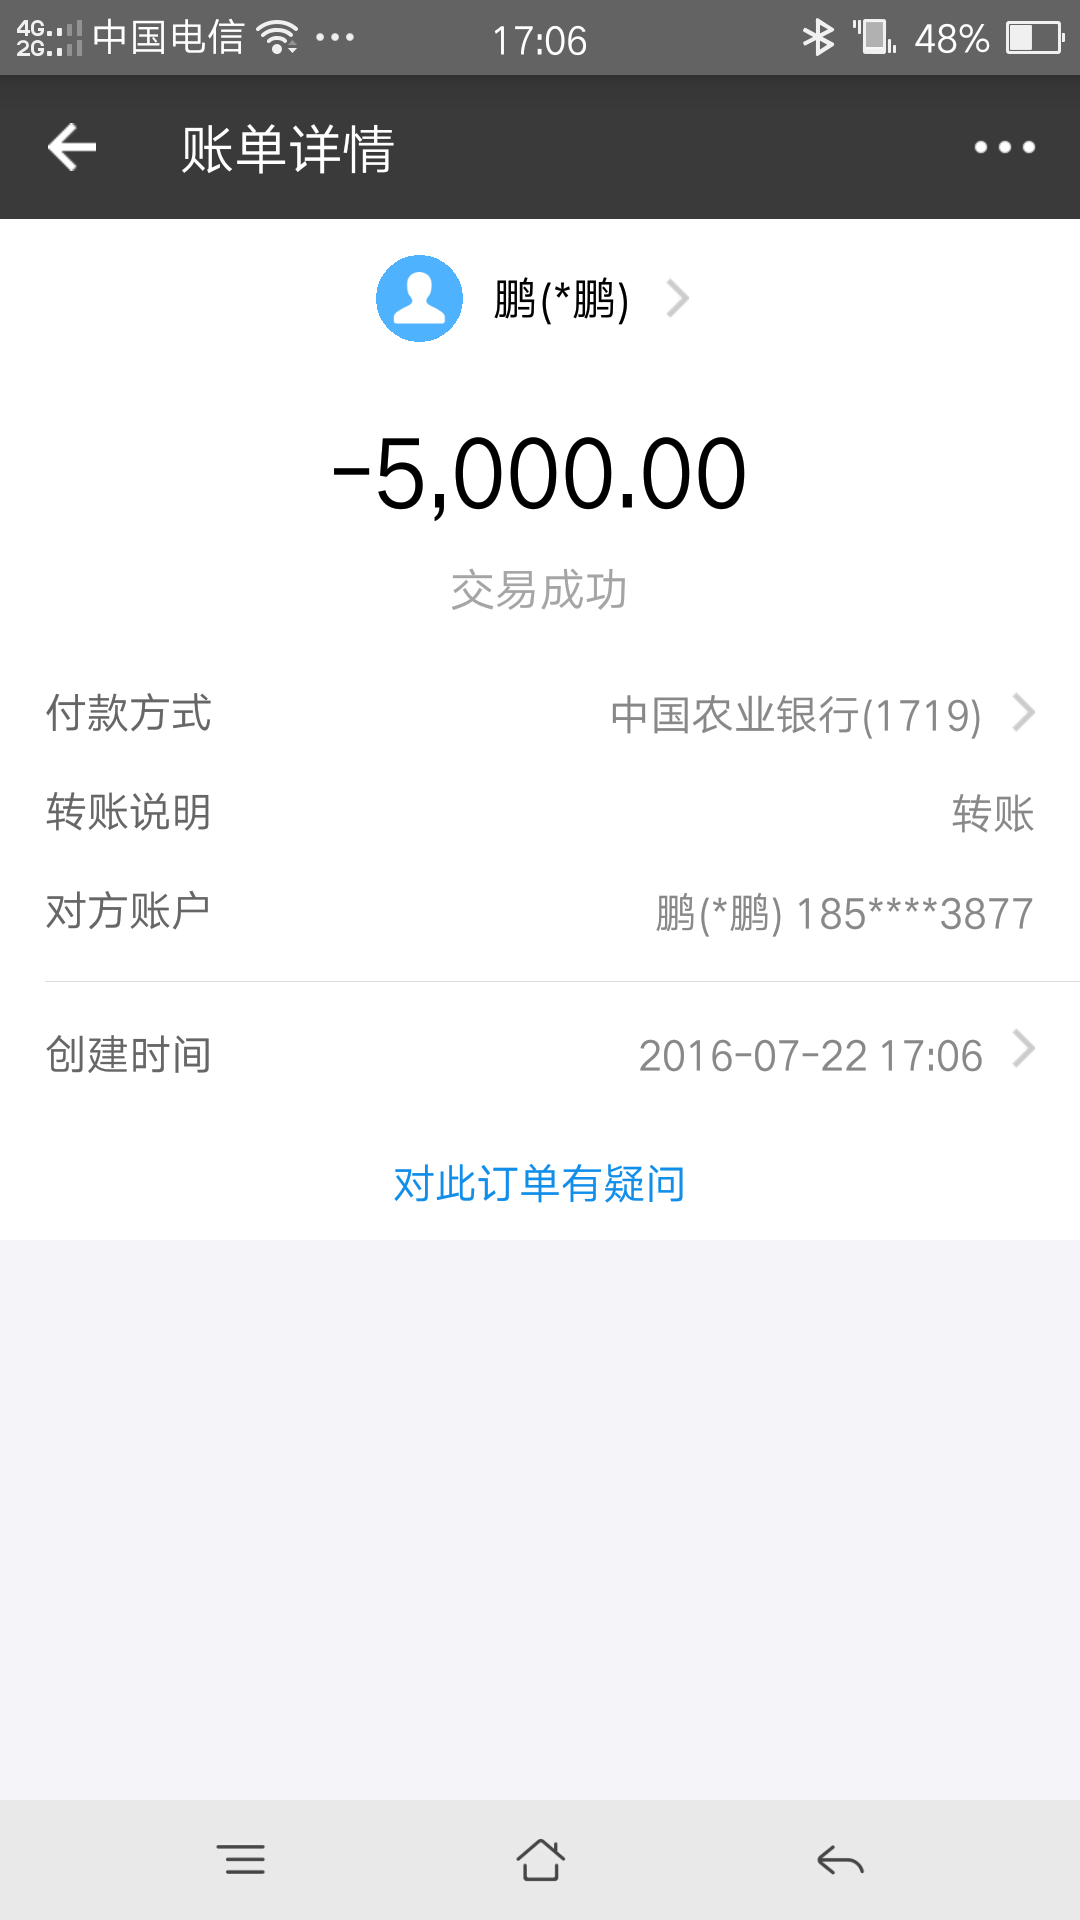 4G 2G 中国电信 17:06 48%
账单详情
鹏(*鹏)
-5,000.00
交易成功
付款方式 中国农业银行(1719)
转账说明 转账
对方账户 鹏(*鹏) 185****3877
创建时间 2016-07-22 17:06
对此订单有疑问